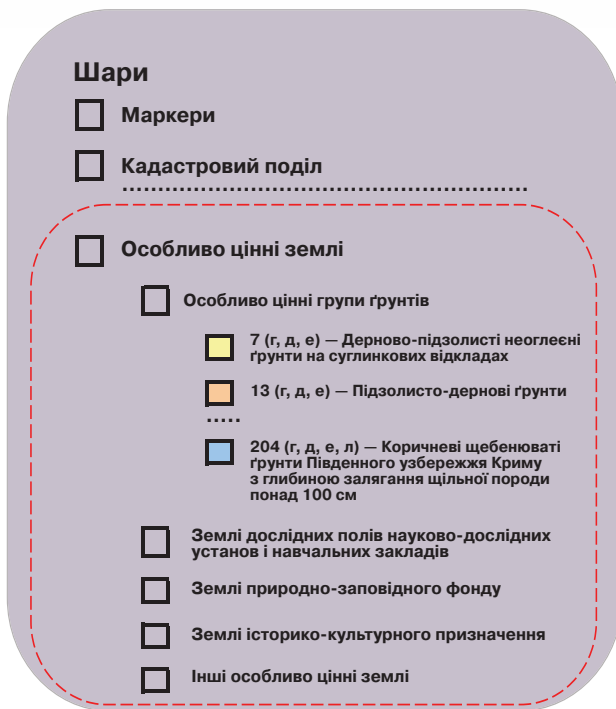 Шари
Маркери
Кадастровий поділ
............................................................
Особливо цінні землі
Особливо цінні групи ґрунтів
7 (г, д, е) — Дерново-підзолисті неоглеєні
ґрунти на суглинкових відкладах
13 (г, д, е) — Підзолисто-дернові ґрунти
.....
204 (г, д, е, л) — Коричневі щебенюваті
ґрунти Південного узбережжя Криму
з глибиною залягання щільної породи
понад 100 см
Землі дослідних полів науково-дослідних
установ і навчальних закладів
Землі природно-заповідного фонду
Землі історико-культурного призначення
Інші особливо цінні землі